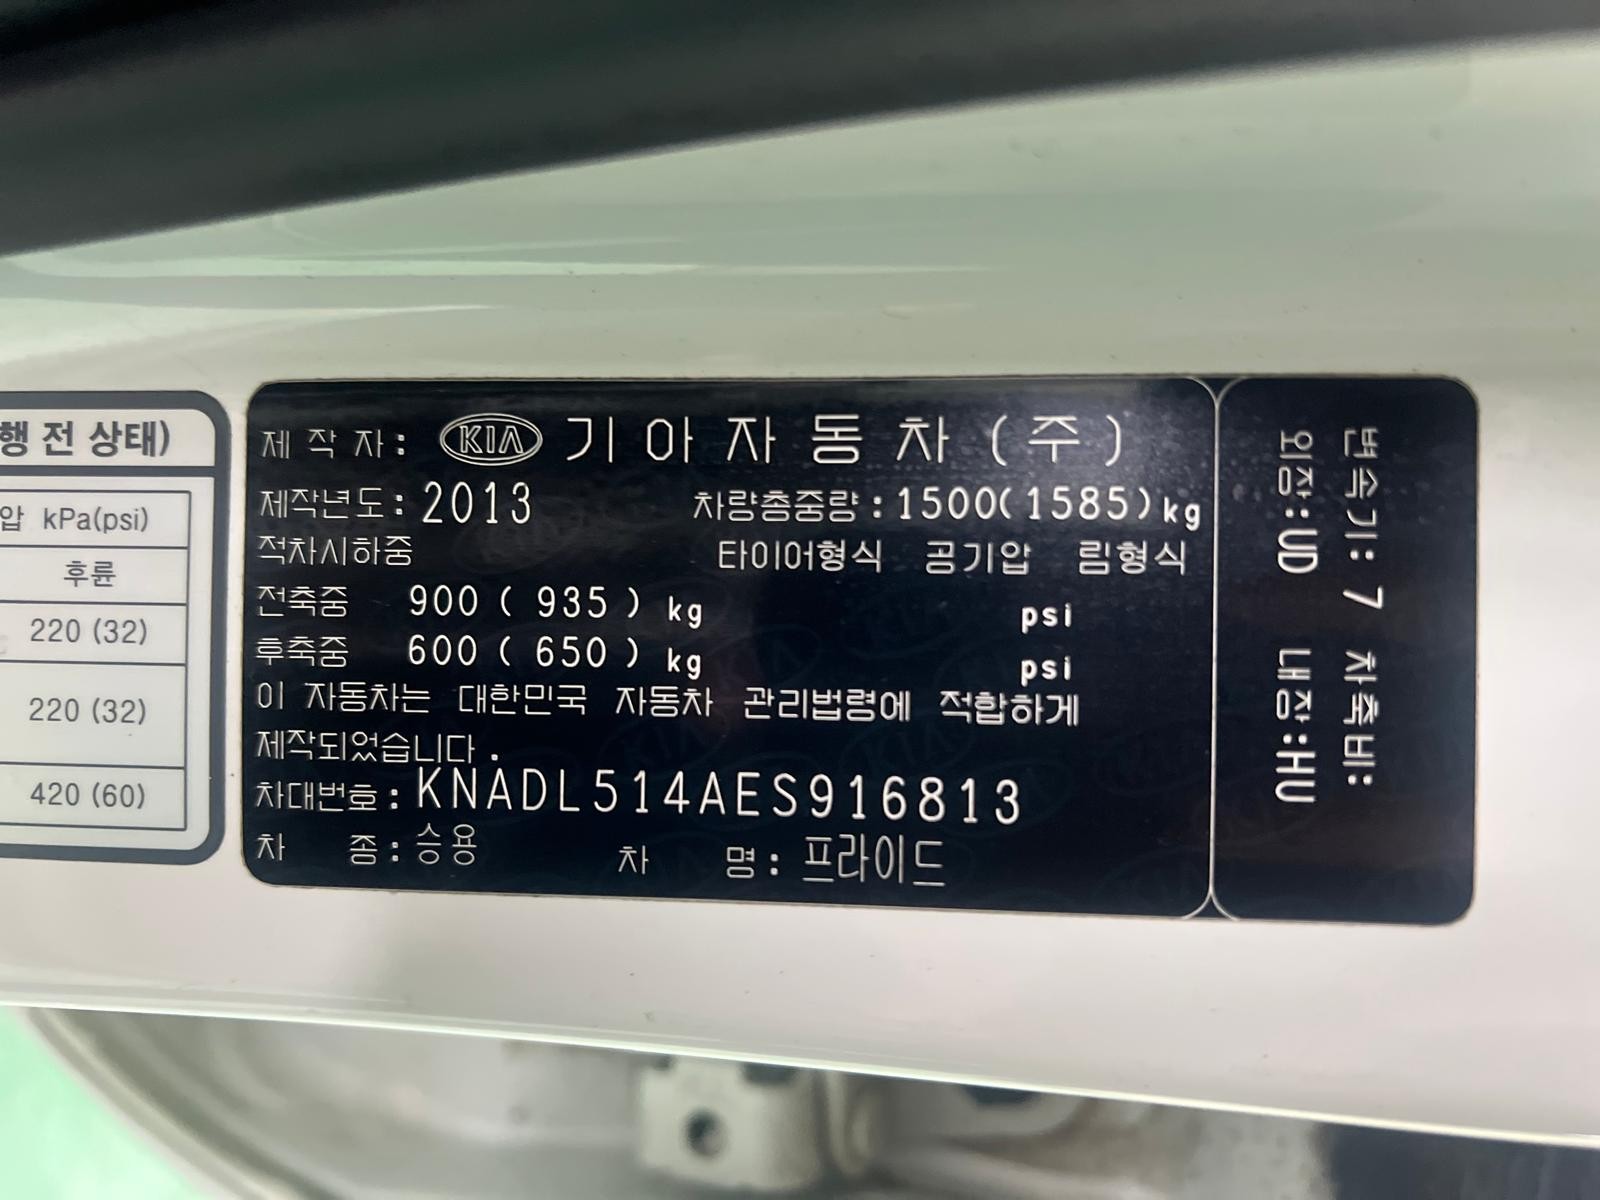 행 전 상태)
압 kPa(psi)
후륜
220 (32)
220 (32)
420 (60)
제 작 자 : KIA 기 아 자 동 차 ( 주 )
제작년도 : 2013 차량총중량 : 1500(1585)kg
적차시하중 타이어형식 공기압 림형식
전축중 900 ( 935 ) kg psi
후축중 600 ( 650 ) kg psi
이 자동차는 대한민국 자동차 관리법령에 적합하게
제작되었습니다 .
차대번호 : KNADL514AES916813
차 종 : 승용 차 명 : 프라이드
변속기: 7 차축비:
외장:UD 내장:HU